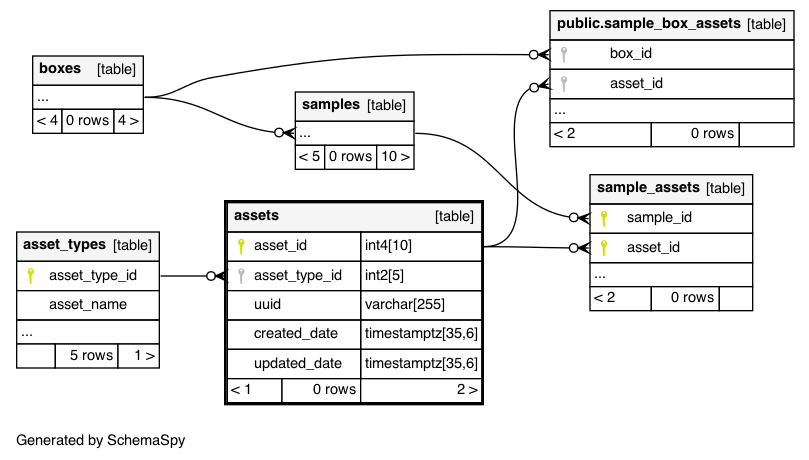 public.sample_box_assets [table]
box_id
asset_id
...
< 2 0 rows
boxes [table]
...
< 4 0 rows 4 >
samples [table]
...
< 5 0 rows 10 >
sample_assets [table]
sample_id
asset_id
...
< 2 0 rows
assets [table]
asset_id int4[10]
asset_type_id int2[5]
uuid varchar[255]
created_date timestamptz[35,6]
updated_date timestamptz[35,6]
< 1 0 rows 2 >
asset_types [table]
asset_type_id
asset_name
...
5 rows 1 >
Generated by SchemaSpy